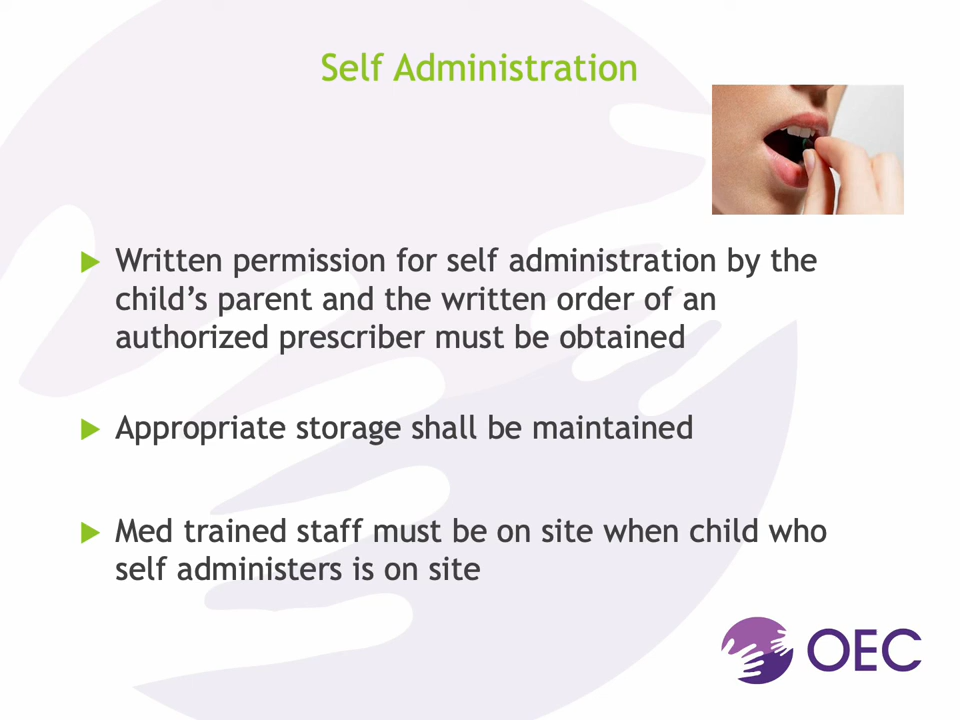 Self Administration
Written permission for self administration by the
child's parent and the written order of an
authorized prescriber must be obtained
Appropriate storage shall be maintained
Med trained staff must be on site when child who
self administers is on site
OEC